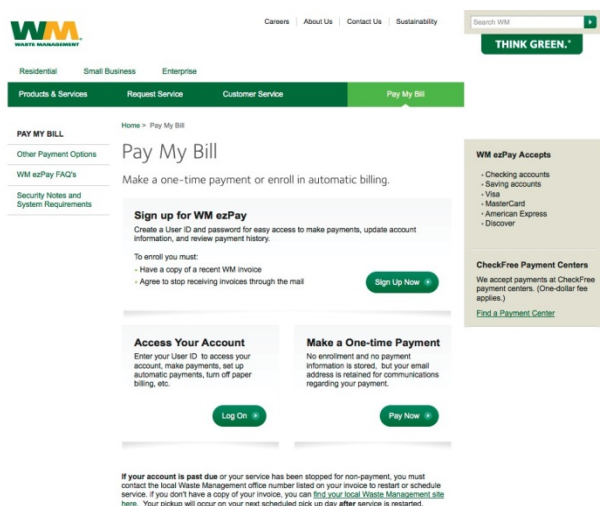 WM
WASTE MANAGEMENT
Careers | About Us | Contact Us | Sustainability
Search WM
THINK GREEN.®
Residential Small Business Enterprise
Products & Services Request Service Customer Service Pay My Bill
PAY MY BILL
Other Payment Options
WM ezPay FAQ's
Security Notes and
System Requirements
Home > Pay My Bill
Pay My Bill
Make a one-time payment or enroll in automatic billing.
Sign up for WM ezPay
Create a User ID and password for easy access to make payments, update account
information, and review payment history.
To enroll you must:
• Have a copy of a recent WM invoice
• Agree to stop receiving invoices through the mail
Sign Up Now
Access Your
Account
Enter your User ID to access your
account, make payments, set up
automatic payments, turn off paper
billing, etc.
Log On
Make a
One-time Payment
No enrollment and no payment
information is stored, but your email
address is retained for communications
regarding your payment.
Pay Now
If your account is past due or your service has been stopped for non-payment, you must
contact the local Waste Management office number listed on your invoice to restart or schedule
service. if you don't have a copy of your invoice, you can find your local Waste Management site
here. Your pickup will occur on your next scheduled pick up day after service is restarted.
WM ezPay Accepts
• Checking accounts
• Saving accounts
• Visa
• MasterCard
• American Express
• Discover
CheckFree Payment Centers
We accept payments at CheckFree
payment centers. (One-dollar fee
applies.)
Find a Payment Center